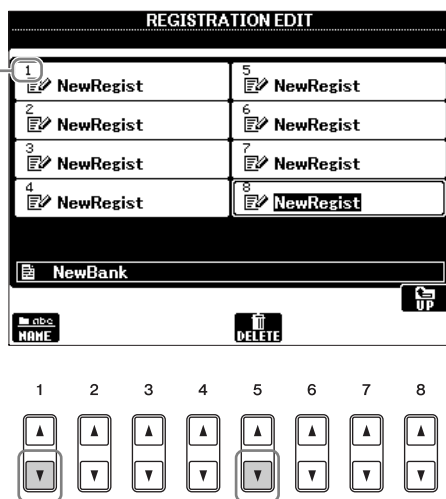 REGISTRATION EDIT
1 NewRegist
2 NewRegist
3 NewRegist
4 NewRegist
5 NewRegist
6 NewRegist
7 NewRegist
8 NewRegist
NewBank
UP
abc
NAME
DELETE
1 2 3 4 5 6 7 8